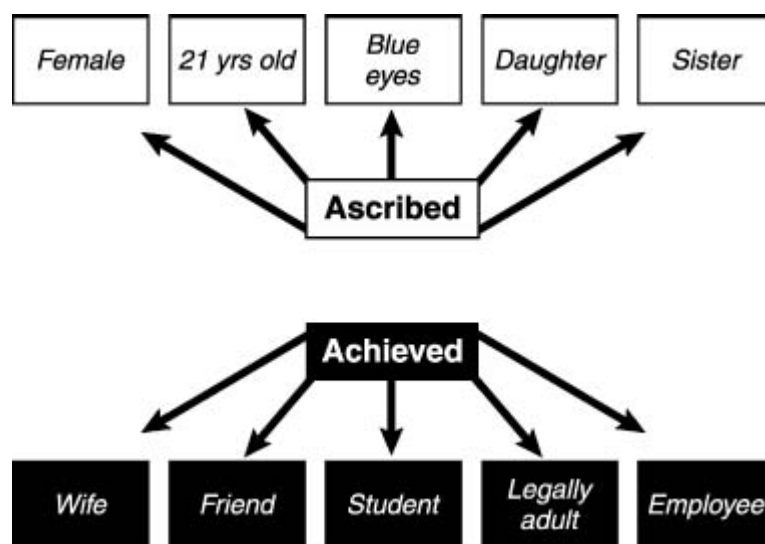 Female
21 yrs old
Blue
eyes
Daughter
Sister
Ascribed
Achieved
Wife
Friend
Student
Legally
adult
Employee